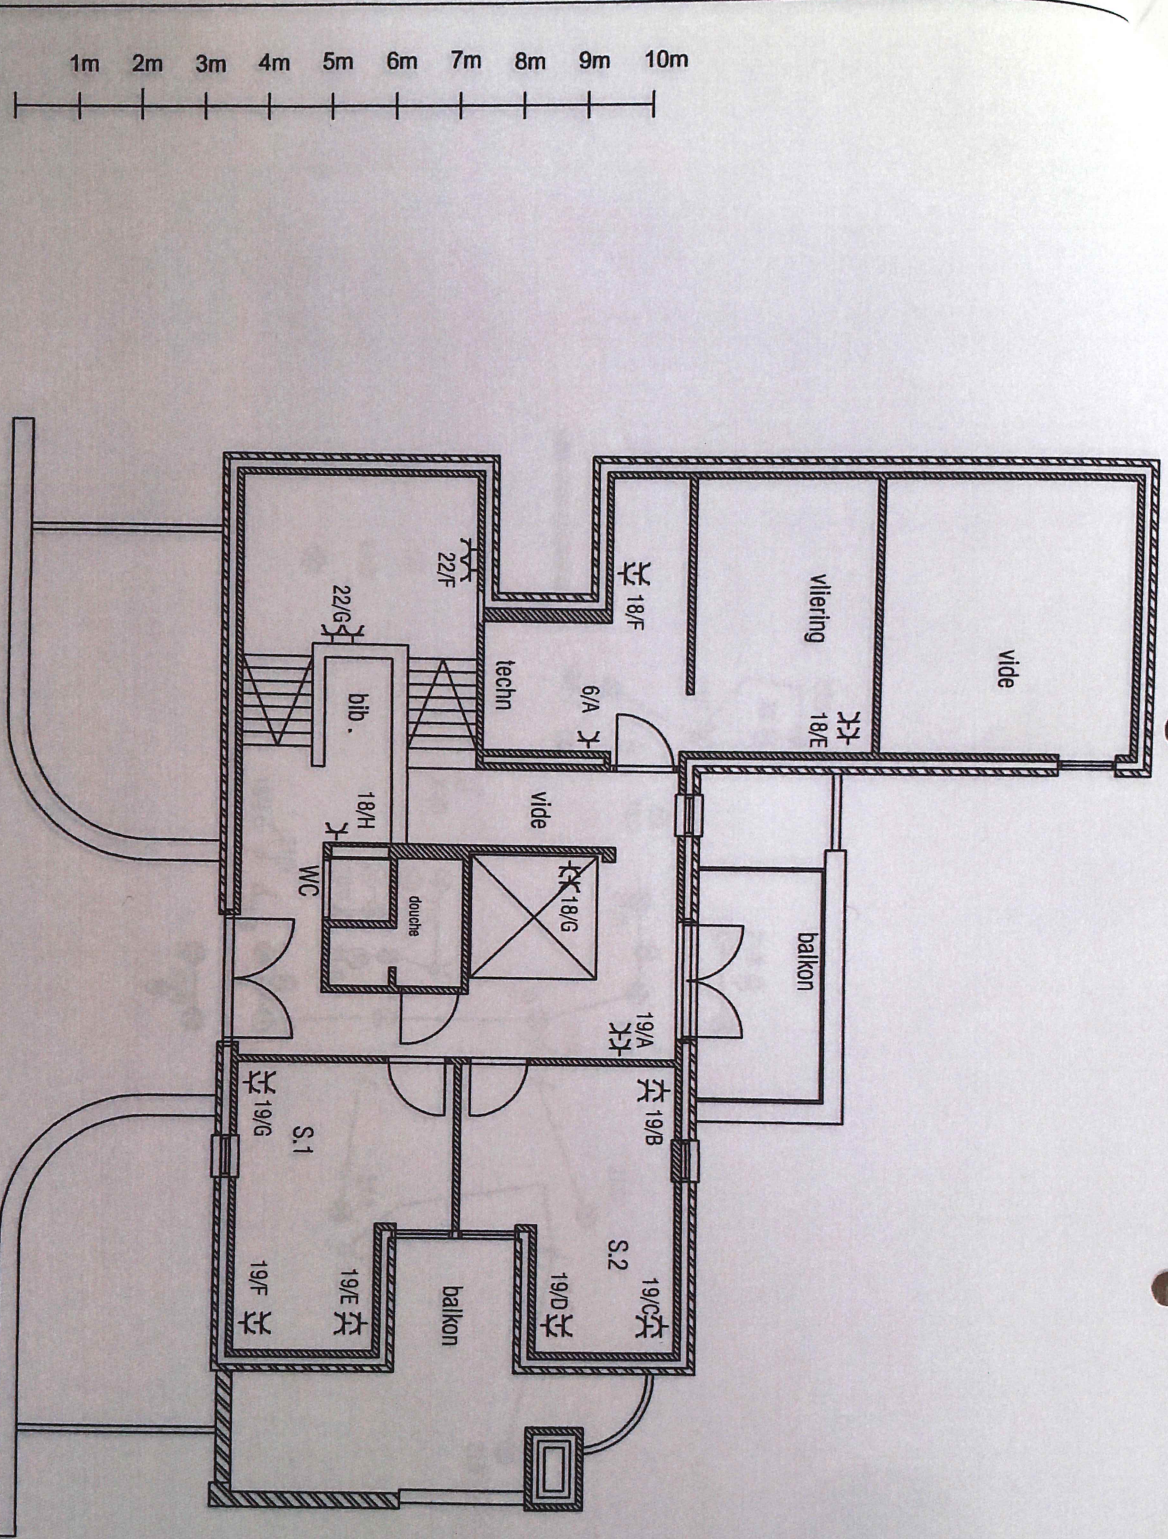 1m 2m 3m 4m 5m 6m 7m 8m 9m 10m
vide
vliering
18/E
18/F
22/F
22/G
techn
6/A
bib.
vide
18/H
WC
douche
18/G
balkon
19/A
19/B
19/G
S.1
S.2
19/C
19/D
19/E
19/F
balkon